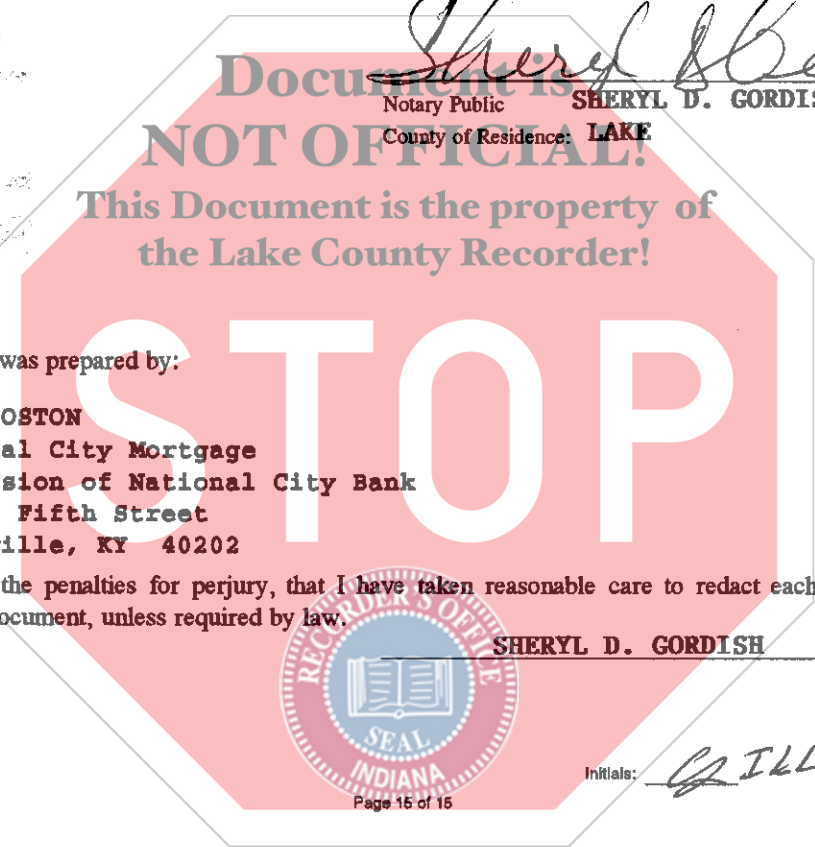 Document is
Notary Public SHERYL D. GORDIS
NOT OFFICIAL!
County of Residence: LAKE
This Document is the property of
the Lake County Recorder!
STOP
was prepared by:
OSTON
al City Mortgage
sion of National City Bank
Fifth Street
ille, KY 40202
the penalties for perjury, that I have taken reasonable care to redact each
ocument, unless required by law.
SHERYL D. GORDISH
RECORDER'S OFFICE
SEAL
INDIANA
Initials:
Page 15 of 15